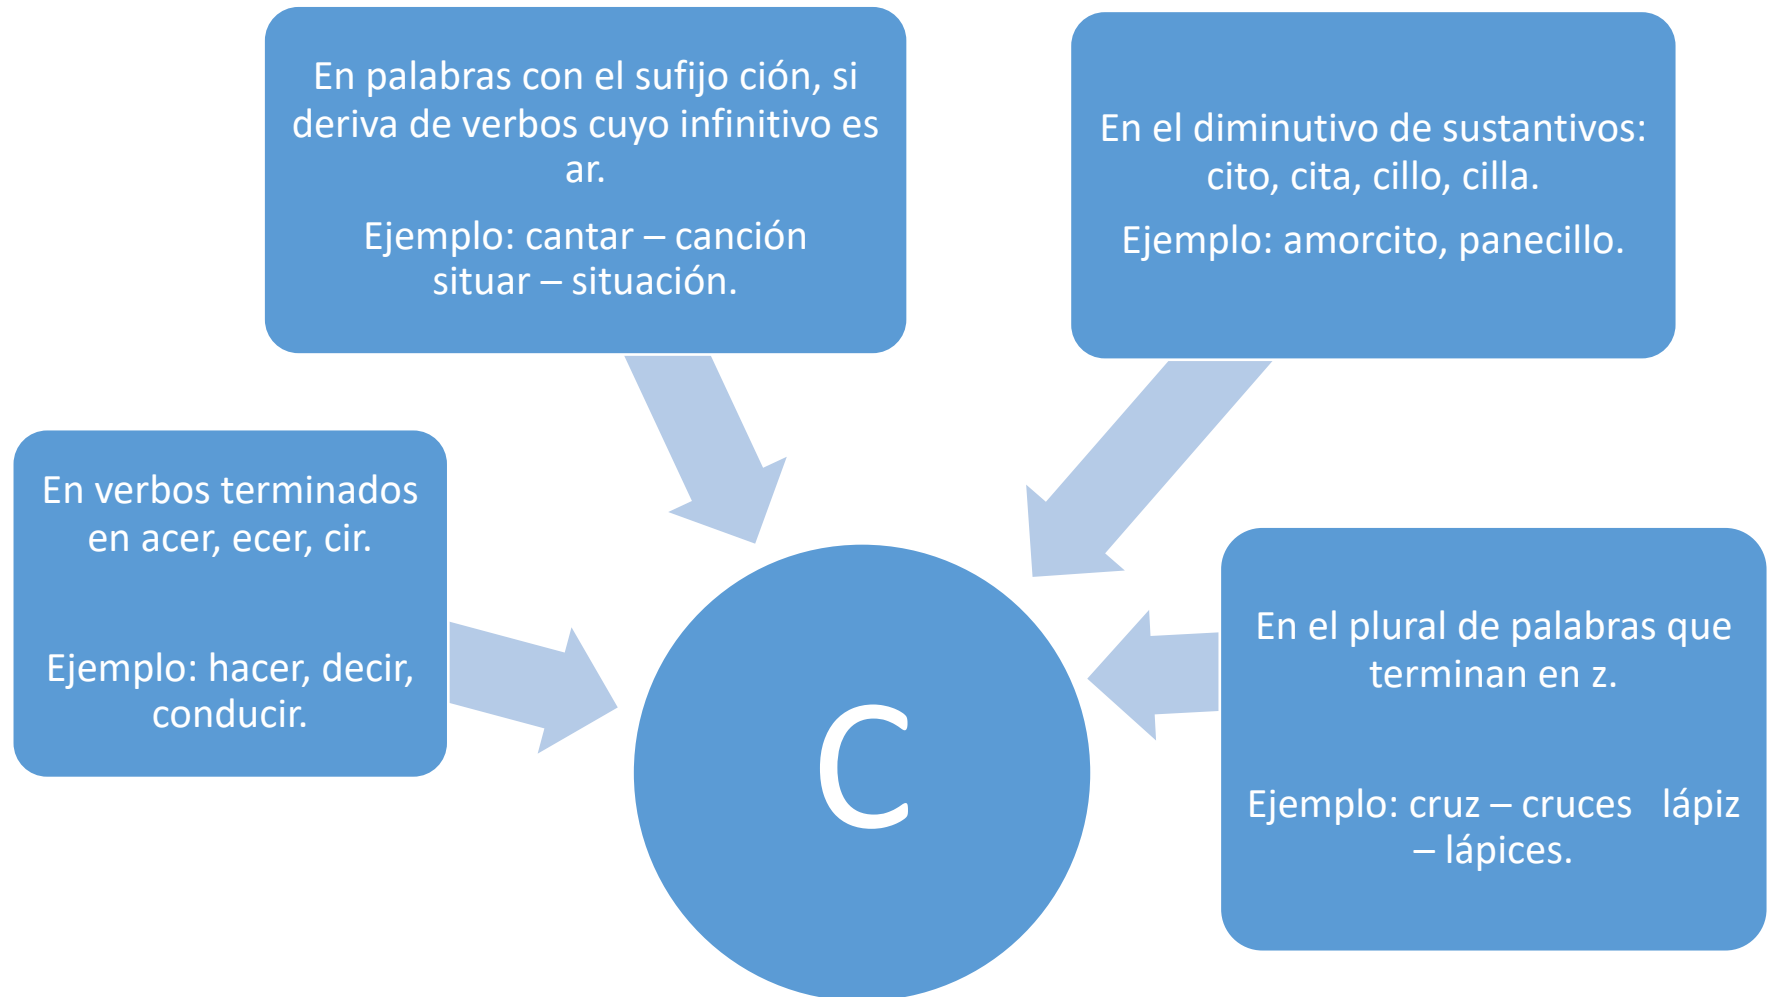 En palabras con el sufijo ción, si
deriva de verbos cuyo infinitivo es
ar.
Ejemplo: cantar – canción
situar – situación.
En el diminutivo de sustantivos:
cito, cita, cillo, cilla.
Ejemplo: amorcito, panecillo.
En verbos terminados
en acer, ecer, cir.
Ejemplo: hacer, decir,
conducir.
En el plural de palabras que
terminan en z.
Ejemplo: cruz – cruces   lápiz
– lápices.
C